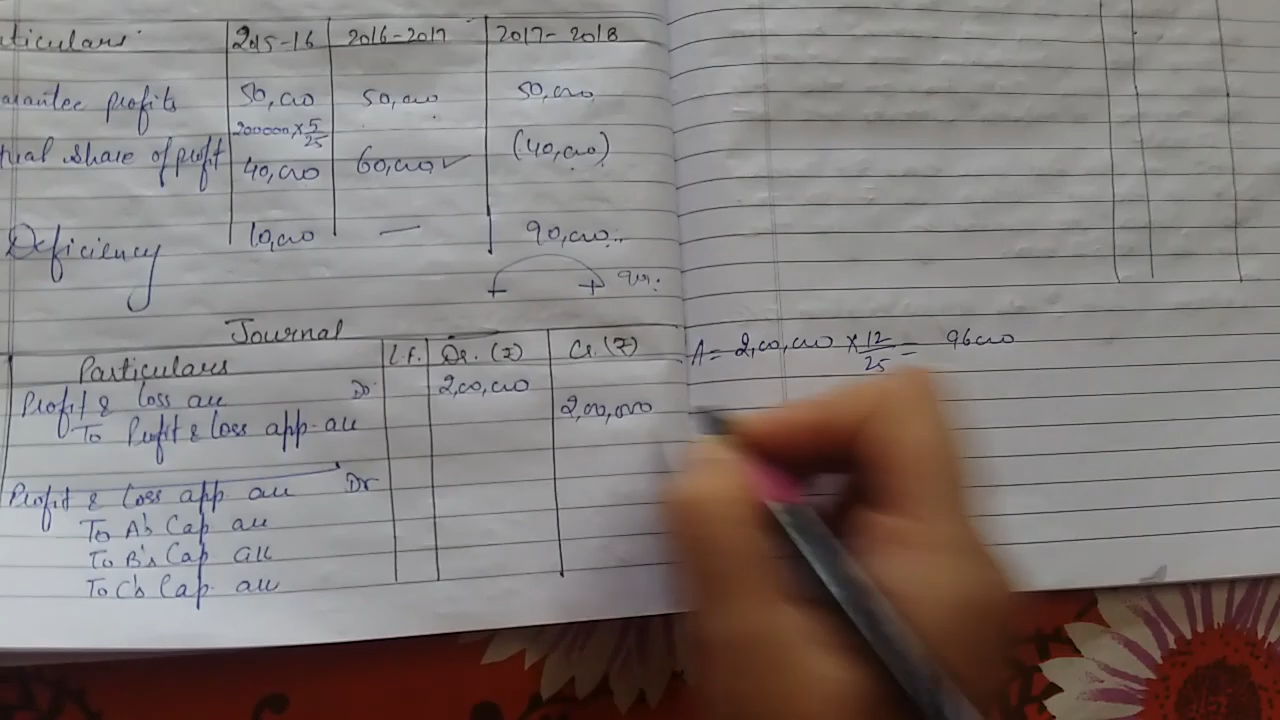 ticulars 2015-16 2016-2017 2017-2018
arantee profits 50,000 50,000 50,000
200000 x 5/25
tual share of profit 40,000 60,000 ✓ (40,000)
Deficiency 10,000 — 90,000
+ +
Journal
Particulars L.F. Dr. (₹) Cr. (₹)
Profit & Loss a/c Dr 2,00,000
To Profit & Loss app. a/c 2,00,000
Profit & Loss app a/c Dr
To A's Cap a/c
To B's Cap a/c
To C's Cap a/c
A = 2,00,000 x 12/25 = 96000